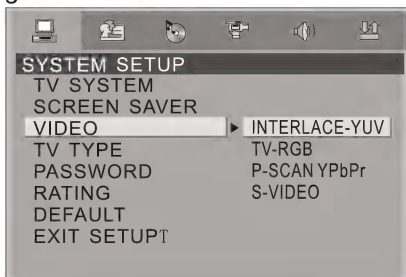 SYSTEM SETUP
TV SYSTEM
SCREEN SAVER
VIDEO INTERLACE-YUV
TV TYPE TV-RGB
PASSWORD P-SCAN YPbPr
RATING S-VIDEO
DEFAULT
EXIT SETUPT